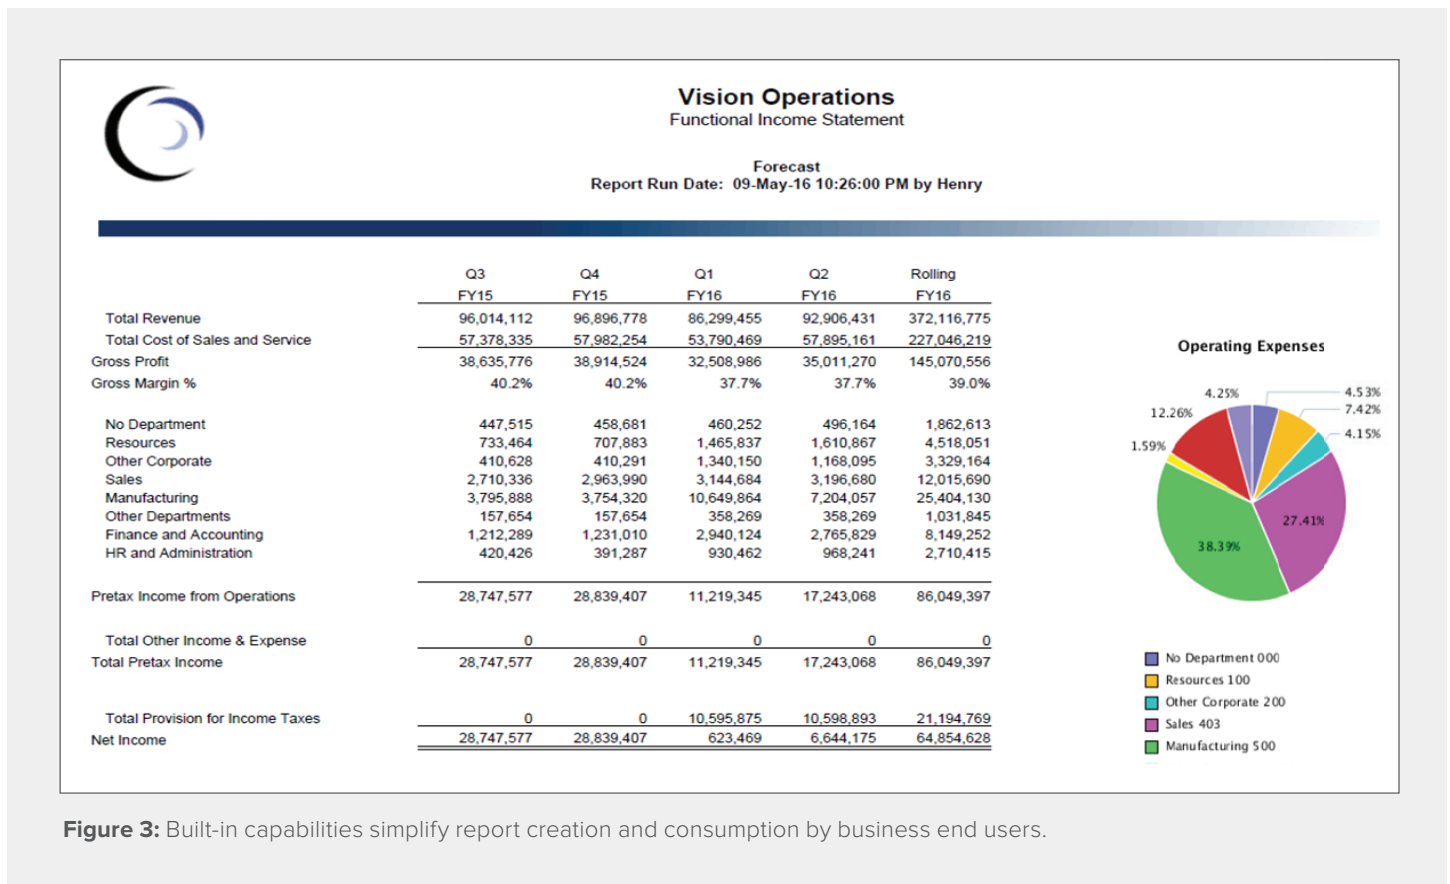 Vision Operations
Functional Income Statement
Forecast
Report Run Date: 09-May-16 10:26:00 PM by Henry
Q3 Q4 Q1 Q2 Rolling
FY15 FY15 FY16 FY16 FY16
Total Revenue 96,014,112 96,896,778 86,299,455 92,906,431 372,116,775
Total Cost of Sales and Service 57,378,335 57,982,254 53,790,469 57,895,161 227,046,219
Gross Profit 38,635,776 38,914,524 32,508,986 35,011,270 145,070,556
Gross Margin % 40.2% 40.2% 37.7% 37.7% 39.0%
No Department 447,515 458,681 460,252 496,164 1,862,613
Resources 733,464 707,883 1,465,837 1,610,867 4,518,051
Other Corporate 410,628 410,291 1,340,150 1,168,095 3,329,164
Sales 2,710,336 2,963,990 3,144,684 3,196,680 12,015,690
Manufacturing 3,795,888 3,754,320 10,649,864 7,204,057 25,404,130
Other Departments 157,654 157,654 358,269 358,269 1,031,845
Finance and Accounting 1,212,289 1,231,010 2,940,124 2,765,829 8,149,252
HR and Administration 420,426 391,287 930,462 968,241 2,710,415
Pretax Income from Operations 28,747,577 28,839,407 11,219,345 17,243,068 86,049,397
Total Other Income & Expense 0 0 0 0 0
Total Pretax Income 28,747,577 28,839,407 11,219,345 17,243,068 86,049,397
Total Provision for Income Taxes 0 0 10,595,875 10,598,893 21,194,769
Net Income 28,747,577 28,839,407 623,469 6,644,175 64,854,628
Operating Expenses
4.25% 4.53%
12.26% 7.42%
1.59% 4.15%
27.41%
38.39%
No Department 000
Resources 100
Other Corporate 200
Sales 403
Manufacturing 500
Figure 3: Built-in capabilities simplify report creation and consumption by business end users.